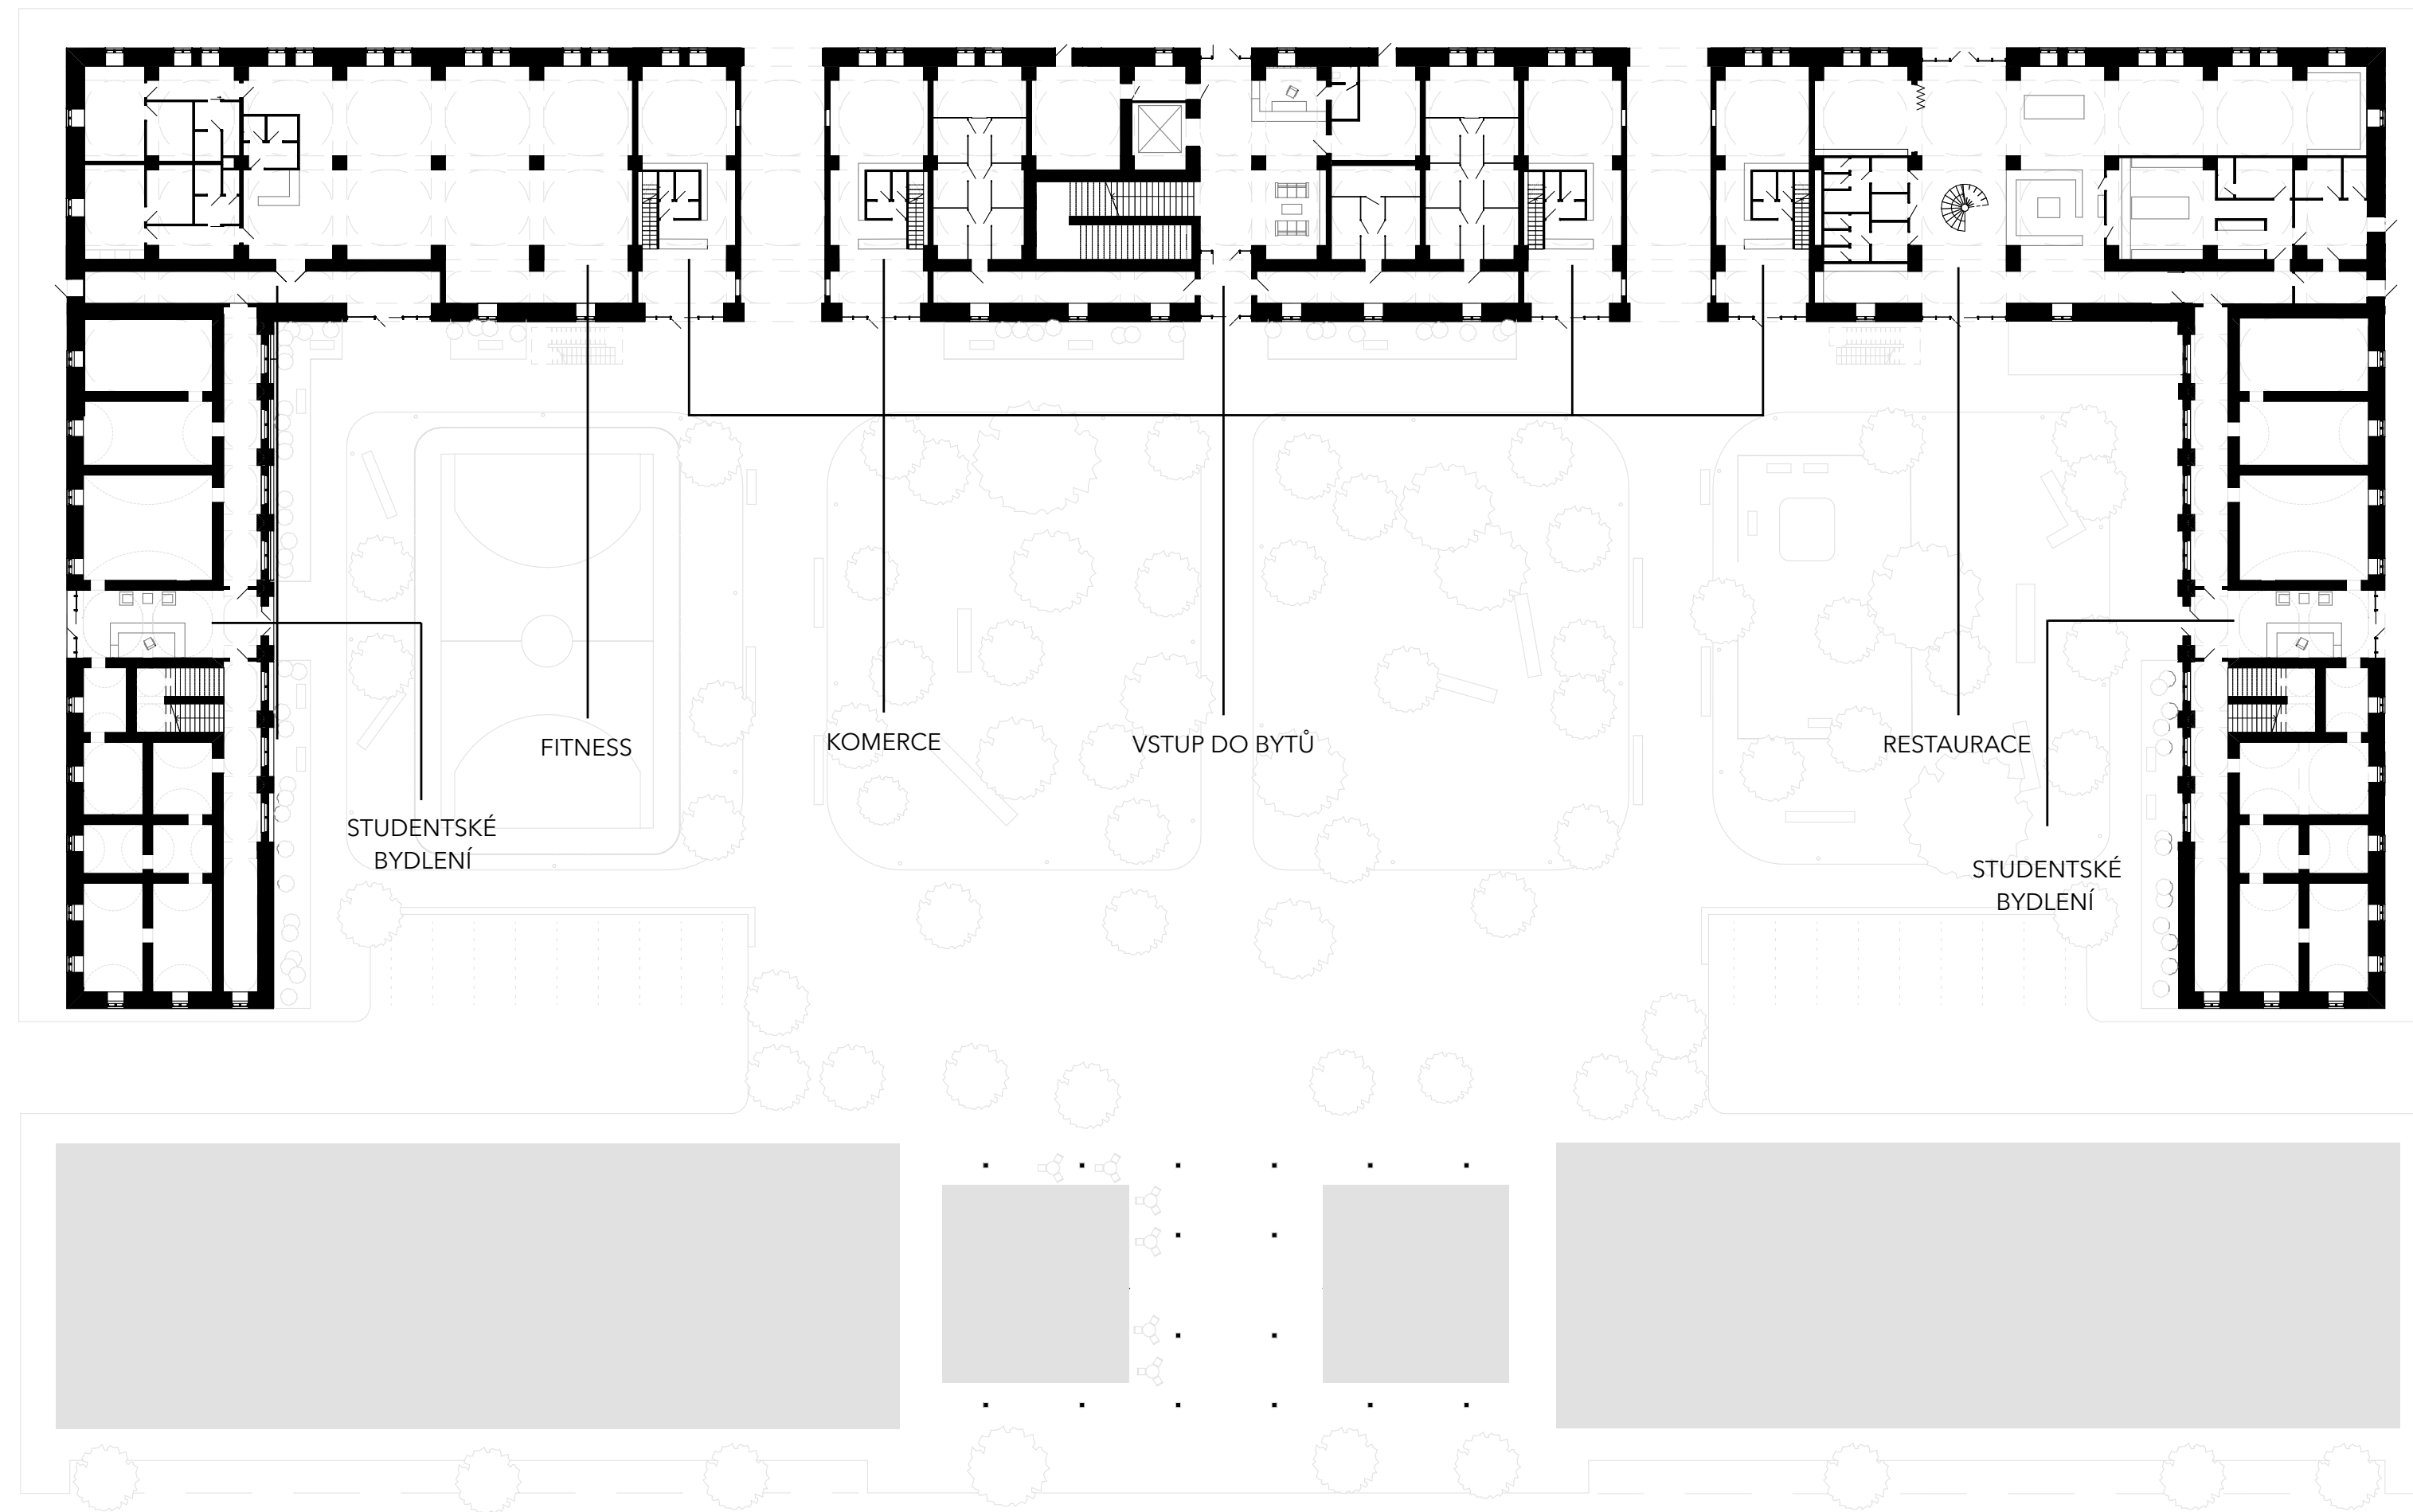 FITNESS
KOMERCE
VSTUP DO BYTŮ
RESTAURACE
STUDENTSKÉ
BYDLENÍ
STUDENTSKÉ
BYDLENÍ